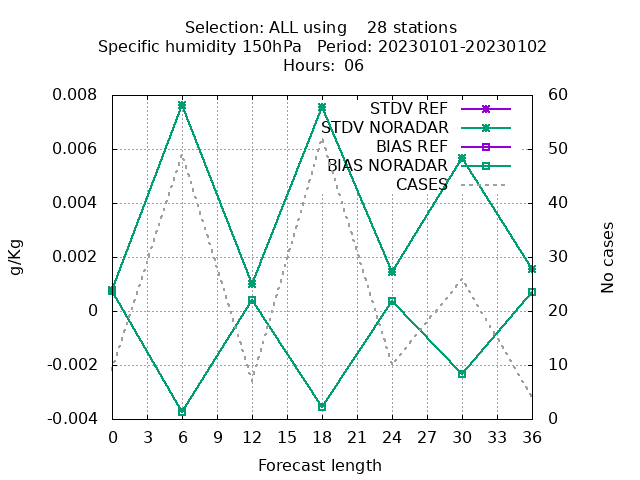 Selection: ALL using    28 stations
Specific humidity 150hPa   Period: 20230101-20230102
Hours:  06
0.008
0.006
0.004
0.002
0
-0.002
-0.004
g/Kg
60
50
40
30
20
10
0
No cases
STDV REF
STDV NORADAR
BIAS REF
BIAS NORADAR
CASES
0 3 6 9 12 15 18 21 24 27 30 33 36
Forecast length